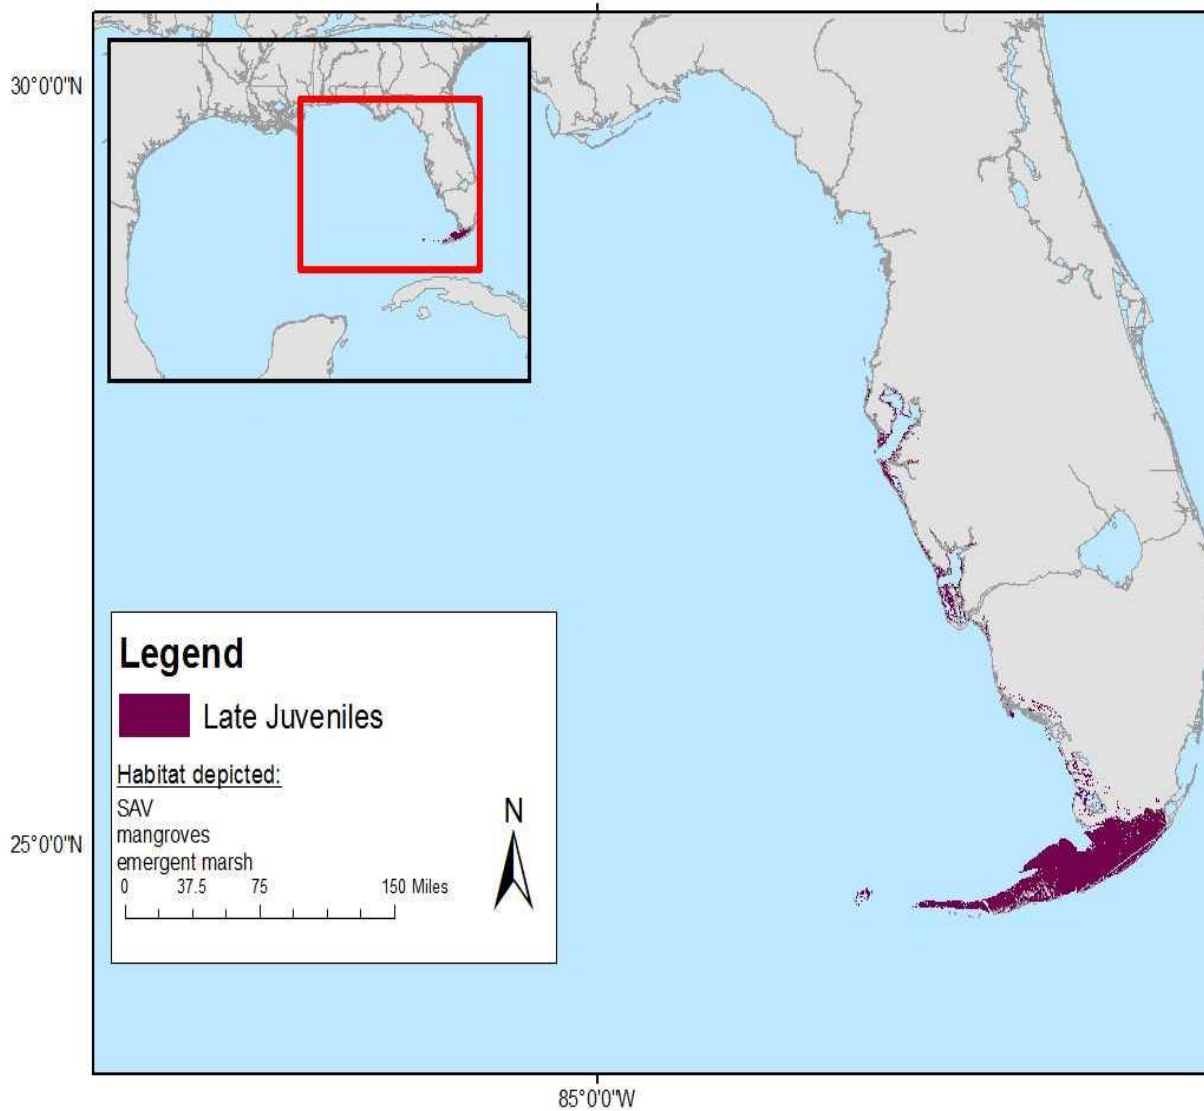 30°0'0"N
Legend
Late Juveniles
Habitat depicted:
SAV
mangroves
emergent marsh
0 37.5 75 150 Miles
N
25°0'0"N
85°0'0"W